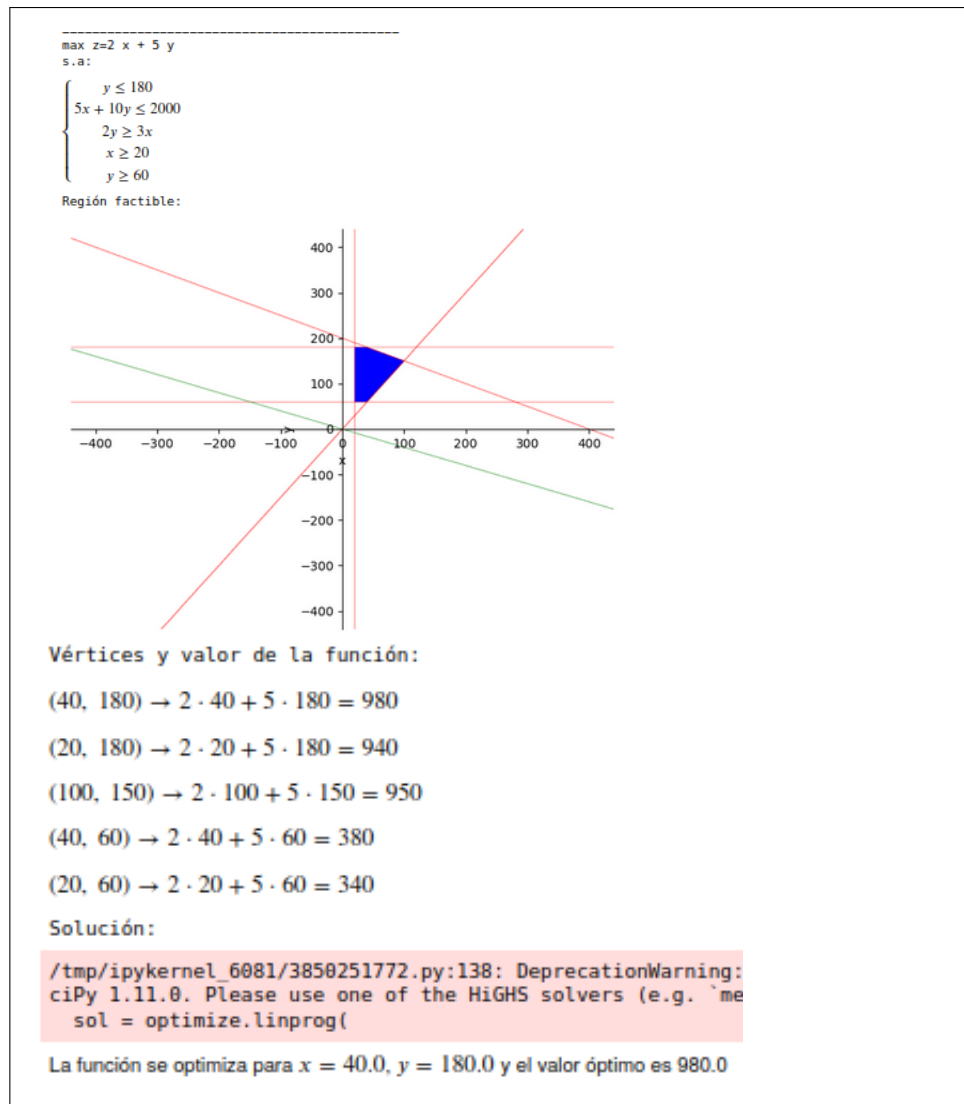 max z=2 x + 5 y
s.a:
y ≤ 180
5x + 10y ≤ 2000
2y ≥ 3x
x ≥ 20
y ≥ 60
Región factible:
400
300
200
100
0
−400 −300 −200 −100 0 100 200 300 400
y
x
−100
−200
−300
−400
Vértices y valor de la función:
(40, 180) → 2 · 40 + 5 · 180 = 980
(20, 180) → 2 · 20 + 5 · 180 = 940
(100, 150) → 2 · 100 + 5 · 150 = 950
(40, 60) → 2 · 40 + 5 · 60 = 380
(20, 60) → 2 · 20 + 5 · 60 = 340
Solución:
/tmp/ipykernel_6081/3850251772.py:138: DeprecationWarning:
ciPy 1.11.0. Please use one of the HiGHS solvers (e.g. `me
sol = optimize.linprog(
La función se optimiza para x = 40.0, y = 180.0 y el valor óptimo es 980.0